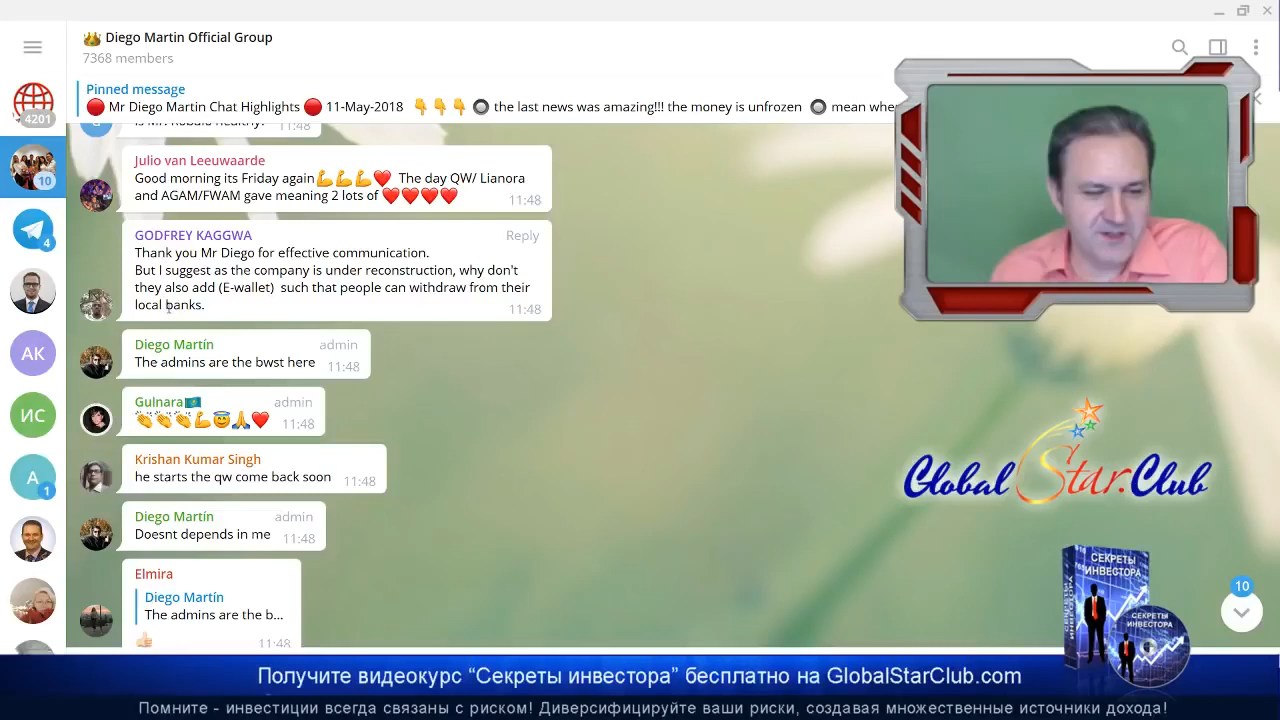 Diego Martin Official Group
7368 members
Pinned message
🔴 Mr Diego Martin Chat Highlights 🔴 11-May-2018 👇👇👇 🔘 the last news was amazing!!! the money is unfrozen 🔘 mean
4201
11:48
Julio van Leeuwaarde
Good morning its Friday again💪💪💪❤️ The day QW/ Lianora
and AGAM/FWAM gave meaning 2 lots of ❤️❤️❤️❤️
11:48
10
GODFREY KAGGWA
Reply
Thank you Mr Diego for effective communication.
But I suggest as the company is under reconstruction, why don't
they also add (E-wallet) such that people can withdraw from their
local banks.
11:48
4
Diego Martín
admin
The admins are the bwst here
11:48
АК
Gulnara🇰🇿
admin
👏👏👏💪😇🙏❤️
11:48
ИС
Krishan Kumar Singh
he starts the qw come back soon
11:48
А
1
Diego Martín
admin
Doesnt depends in me
11:48
Elmira
Diego Martín
The admins are the b...
👍🏻
11:48
10
Global Star.Club
СЕКРЕТЫ
ИНВЕСТОРА
СЕКРЕТЫ
ИНВЕСТОРА
Получите видеокурс “Секреты инвестора” бесплатно на GlobalStarClub.com
Помните - инвестиции всегда связаны с риском! Диверсифицируйте ваши риски, создавая множественные источники дохода!